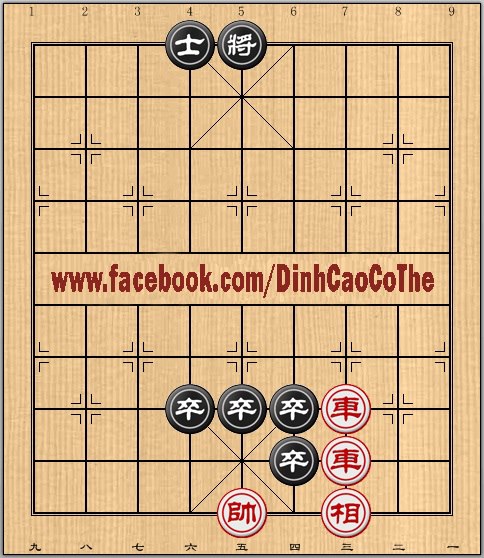 1 2 3 4 5 6 7 8 9
士 將
www.facebook.com/DinhCaoCoThe
卒 卒 卒 車
卒 車
帥 相
九 八 七 六 五 四 三 二 一